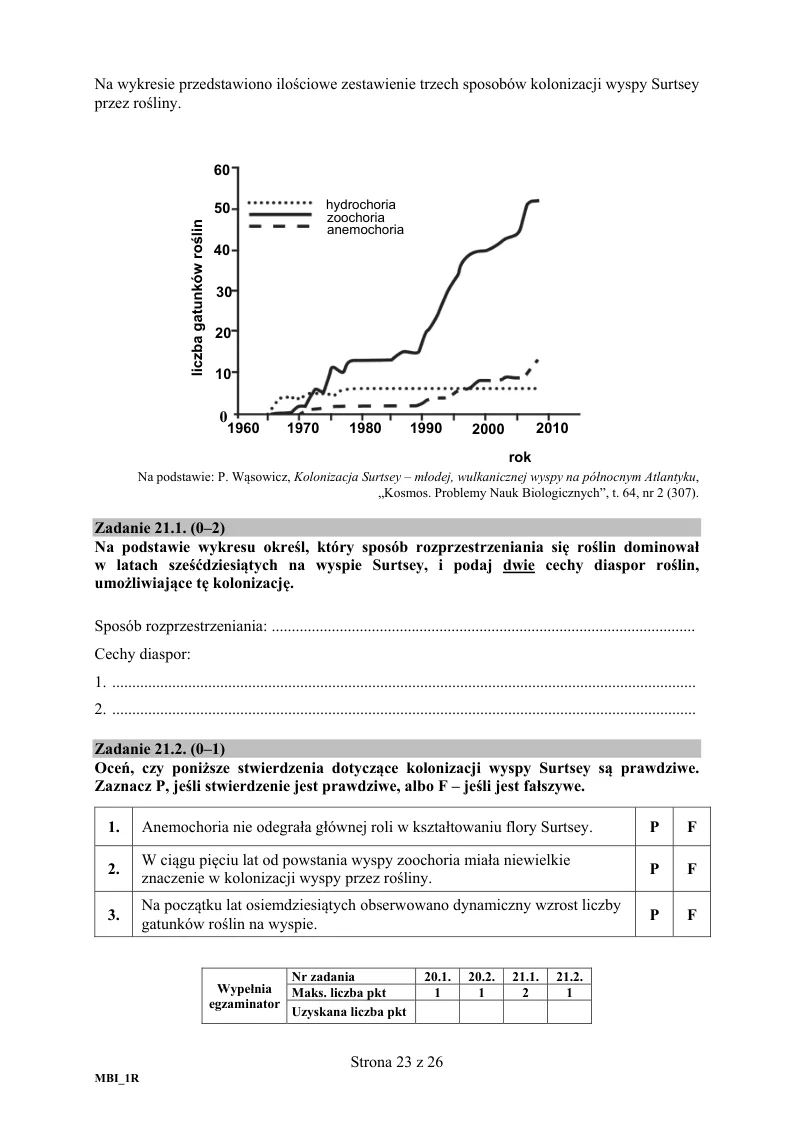 Na wykresie przedstawiono ilościowe zestawienie trzech sposobów kolonizacji wyspy Surtsey
przez rośliny.
60
50
40
30
20
10
0
liczba gatunków roślin
hydrochoria
zoochoria
anemochoria
1960 1970 1980 1990 2000 2010
rok
Na podstawie: P. Wąsowicz, Kolonizacja Surtsey – młodej, wulkanicznej wyspy na północnym Atlantyku,
„Kosmos. Problemy Nauk Biologicznych”, t. 64, nr 2 (307).
Zadanie 21.1. (0–2)
Na podstawie wykresu określ, który sposób rozprzestrzeniania się roślin dominował
w latach sześćdziesiątych na wyspie Surtsey, i podaj dwie cechy diaspor roślin,
umożliwiające tę kolonizację.
Sposób rozprzestrzeniania: ..........................................................................................................
Cechy diaspor:
1. ..................................................................................................................................................
2. ..................................................................................................................................................
Zadanie 21.2. (0–1)
Oceń, czy poniższe stwierdzenia dotyczące kolonizacji wyspy Surtsey są prawdziwe.
Zaznacz P, jeśli stwierdzenie jest prawdziwe, albo F – jeśli jest fałszywe.
1. Anemochoria nie odegrała głównej roli w kształtowaniu flory Surtsey. P F
2. W ciągu pięciu lat od powstania wyspy zoochoria miała niewielkie
znaczenie w kolonizacji wyspy przez rośliny. P F
3. Na początku lat osiemdziesiątych obserwowano dynamiczny wzrost liczby
gatunków roślin na wyspie. P F
Wypełnia
egzaminator
Nr zadania 20.1. 20.2. 21.1. 21.2.
Maks. liczba pkt 1 1 2 1
Uzyskana liczba pkt
Strona 23 z 26
MBI_1R